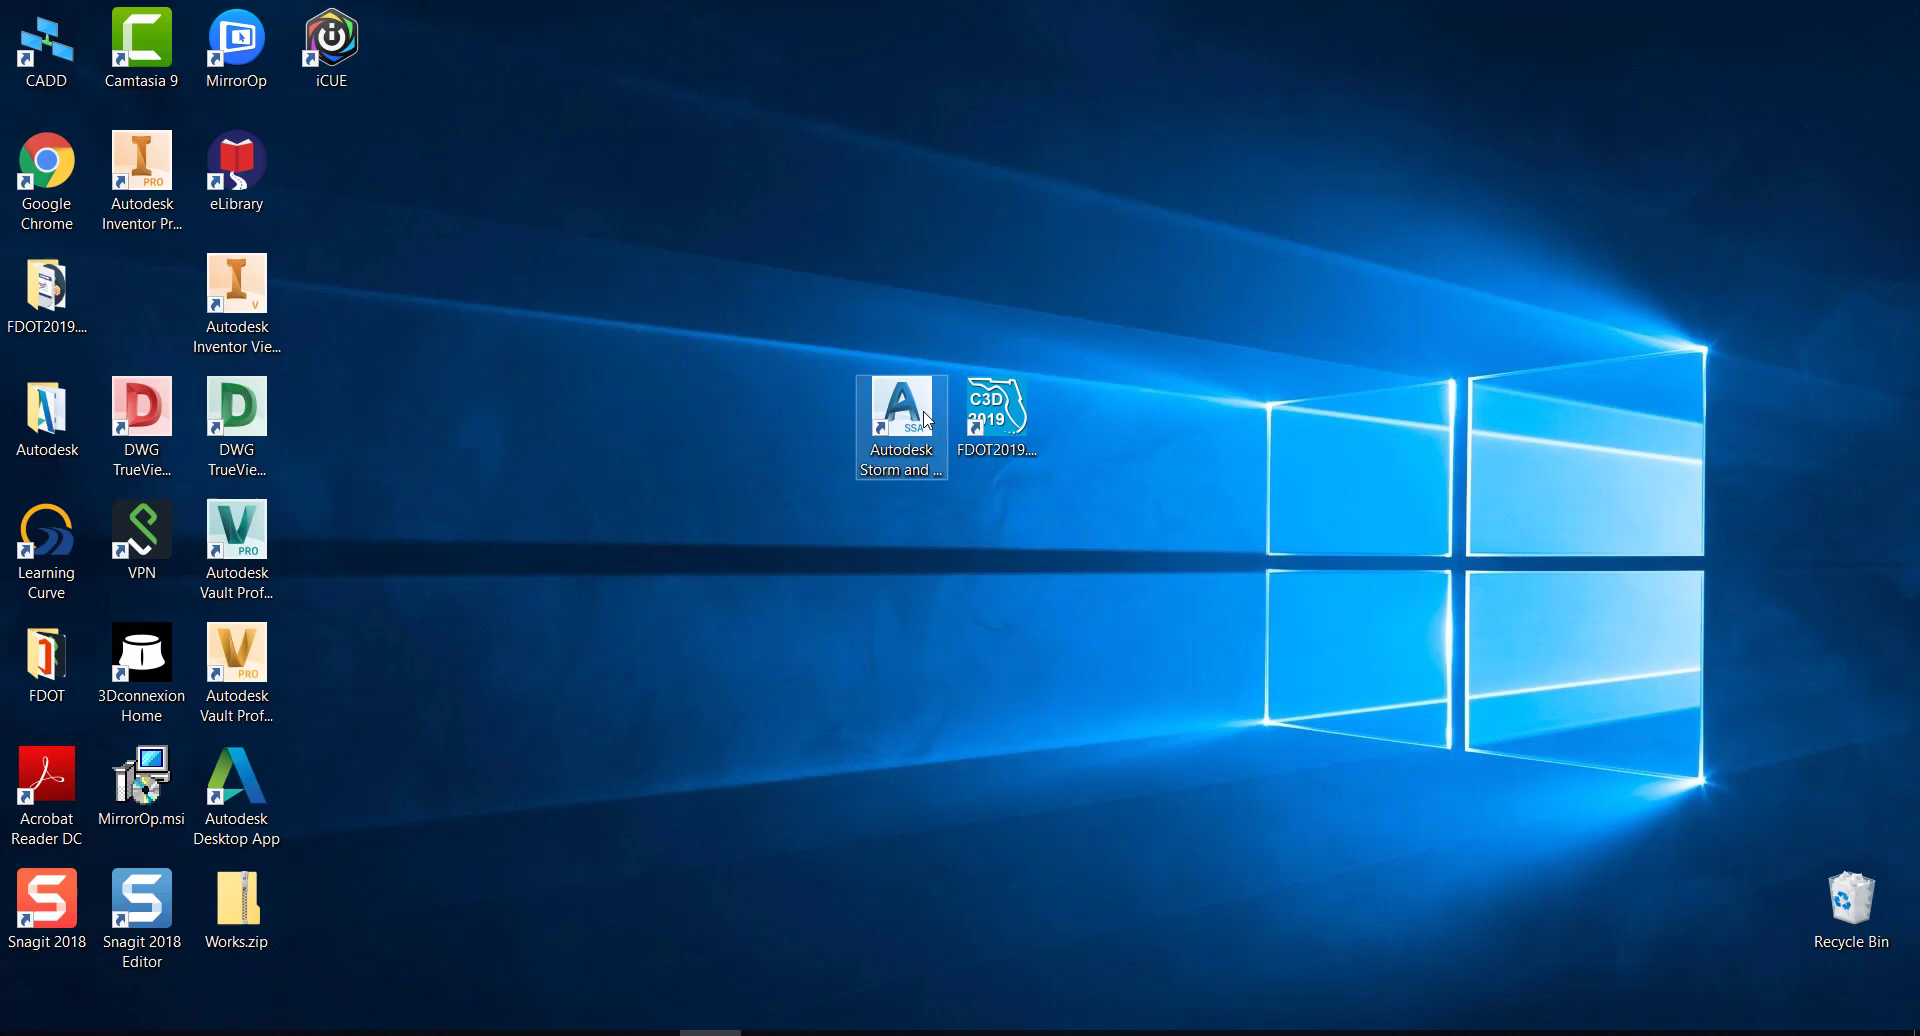 CADD
Camtasia 9
MirrorOp
iCUE
Google
Chrome
PRO
Autodesk
Inventor Pr...
eLibrary
FDOT2019....
V
Autodesk
Inventor Vie...
Autodesk
DWG
TrueVie...
DWG
TrueVie...
SSA
Autodesk
Storm and ...
C3D
2019
FDOT2019....
Learning
Curve
VPN
PRO
Autodesk
Vault Prof...
FDOT
3Dconnexion
Home
PRO
Autodesk
Vault Prof...
Acrobat
Reader DC
MirrorOp.msi
Autodesk
Desktop App
Snagit 2018
Snagit 2018
Editor
Works.zip
Recycle Bin